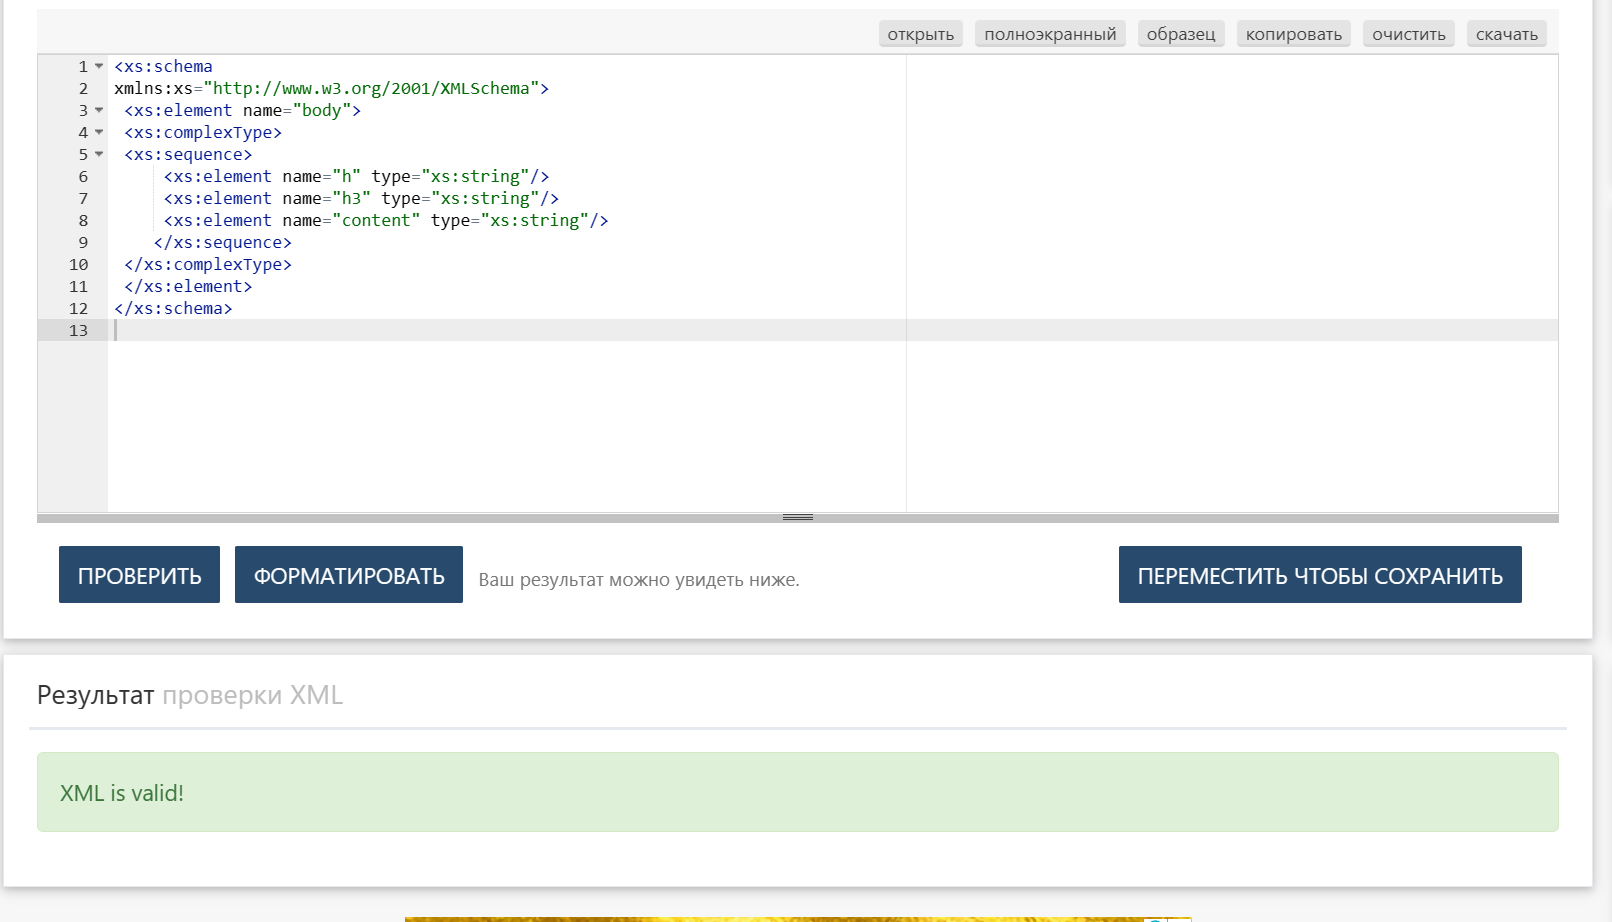 открыть полноэкранный образец копировать очистить скачать
1 <xs:schema
2 xmlns:xs="http://www.w3.org/2001/XMLSchema">
3 <xs:element name="body">
4 <xs:complexType>
5 <xs:sequence>
6 <xs:element name="h" type="xs:string"/>
7 <xs:element name="h3" type="xs:string"/>
8 <xs:element name="content" type="xs:string"/>
9 </xs:sequence>
10 </xs:complexType>
11 </xs:element>
12 </xs:schema>
13
ПРОВЕРИТЬ ФОРМАТИРОВАТЬ Ваш результат можно увидеть ниже. ПЕРЕМЕСТИТЬ ЧТОБЫ СОХРАНИТЬ
Результат проверки XML
XML is valid!